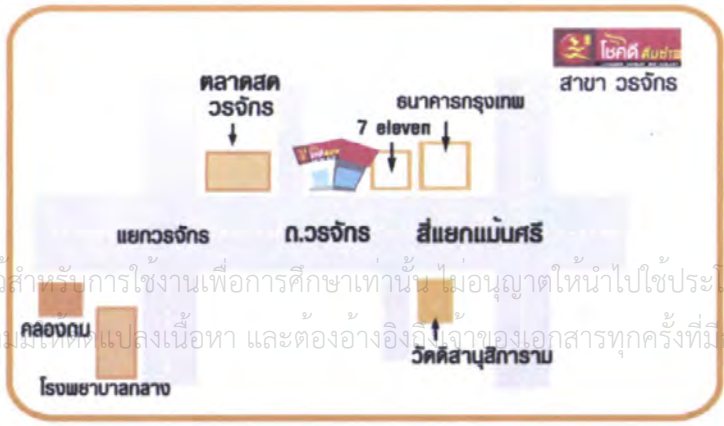 โชคดี ติ่มซำ
สาขา วรจักร
ตลาดสด
วรจักร
ธนาคารกรุงเทพ
7 eleven
แยกวรจักร
ถ.วรจักร
สี่แยกแม้นศรี
สำหรับการใช้งานเพื่อการศึกษาเท่านั้น ไม่อนุญาตให้นำไปใช้ประโ
คลองถม
มิให้ดัดแปลงเนื้อหา และต้องอ้างอิงถึงเจ้าของเอกสารทุกครั้งที่มี
วัดดิสานุสิการาม
โรงพยาบาลกลาง